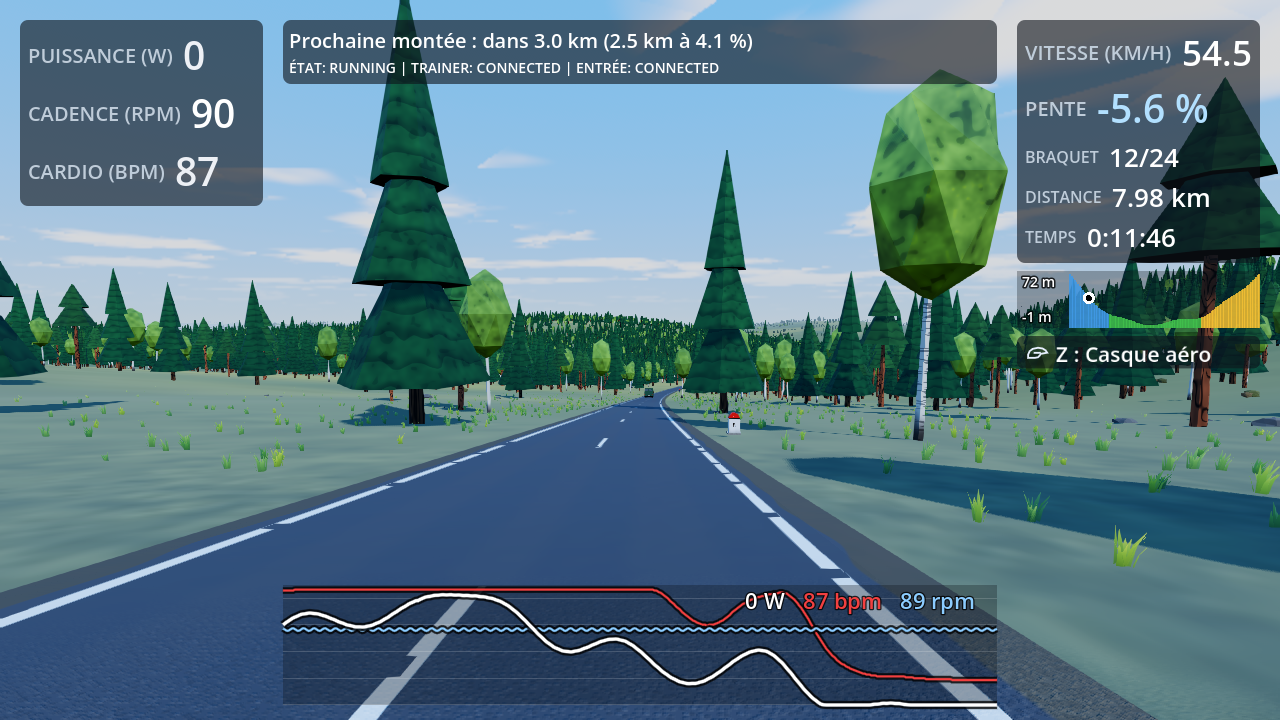 PUISSANCE (W) 0
CADENCE (RPM) 90
CARDIO (BPM) 87
Prochaine montée : dans 3.0 km (2.5 km à 4.1 %)
ÉTAT: RUNNING | TRAINER: CONNECTED | ENTRÉE: CONNECTED
VITESSE (KM/H) 54.5
PENTE -5.6 %
BRAQUET 12/24
DISTANCE 7.98 km
TEMPS 0:11:46
72 m
-1 m
Z : Casque aéro
0 W 87 bpm 89 rpm